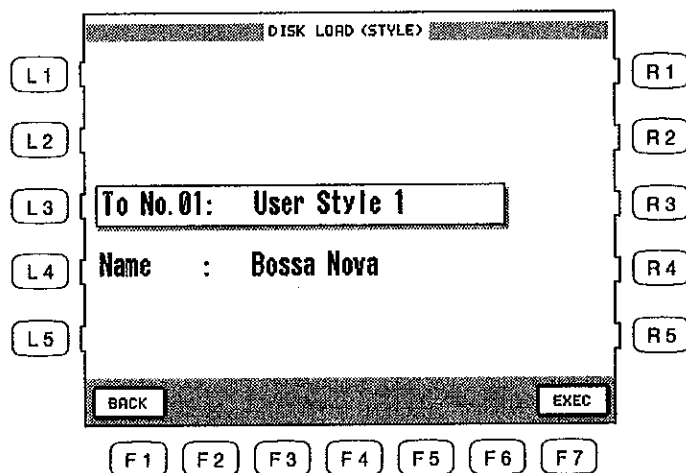 DISK LOAD (STYLE)
L1 R1
L2 R2
L3 To No.01: User Style 1 R3
L4 Name : Bossa Nova R4
L5 R5
BACK EXEC
F1 F2 F3 F4 F5 F6 F7